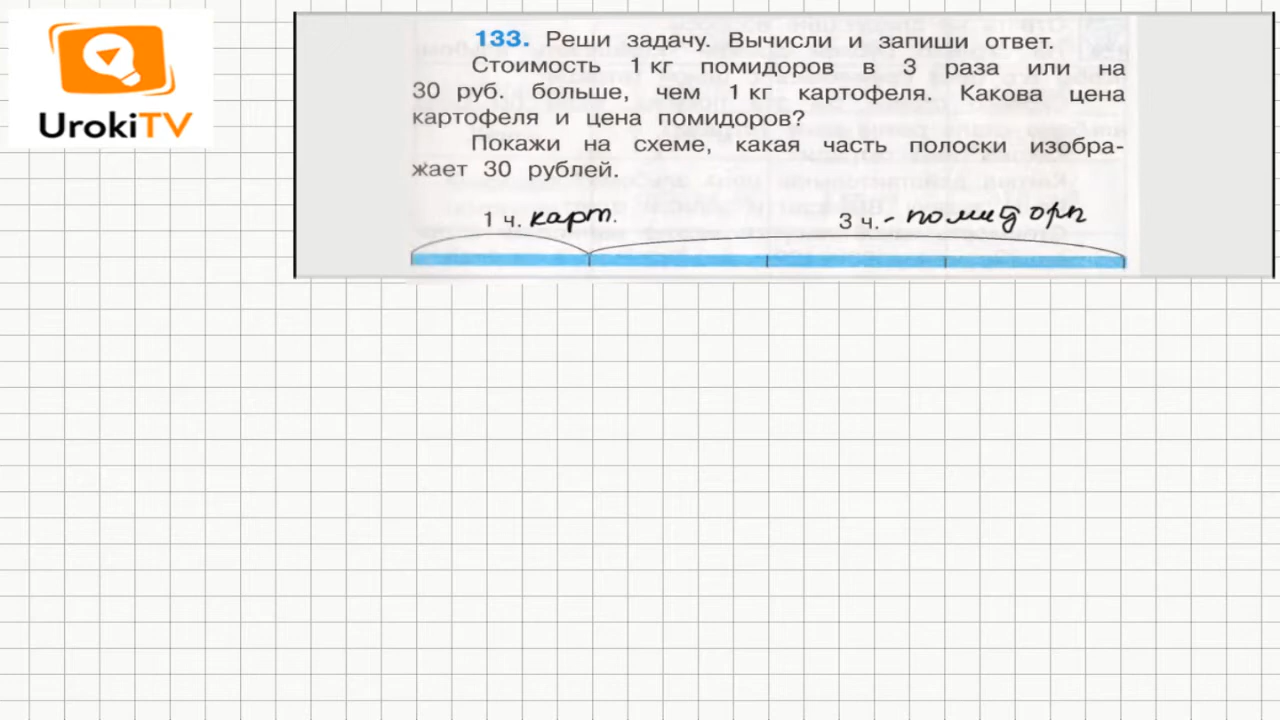 UrokiTV
133. Реши задачу. Вычисли и запиши ответ.
Стоимость 1 кг помидоров в 3 раза или на
30 руб. больше, чем 1 кг картофеля. Какова цена
картофеля и цена помидоров?
Покажи на схеме, какая часть полоски изобра-
жает 30 рублей.
1 ч. карт. 3 ч. - помидорп